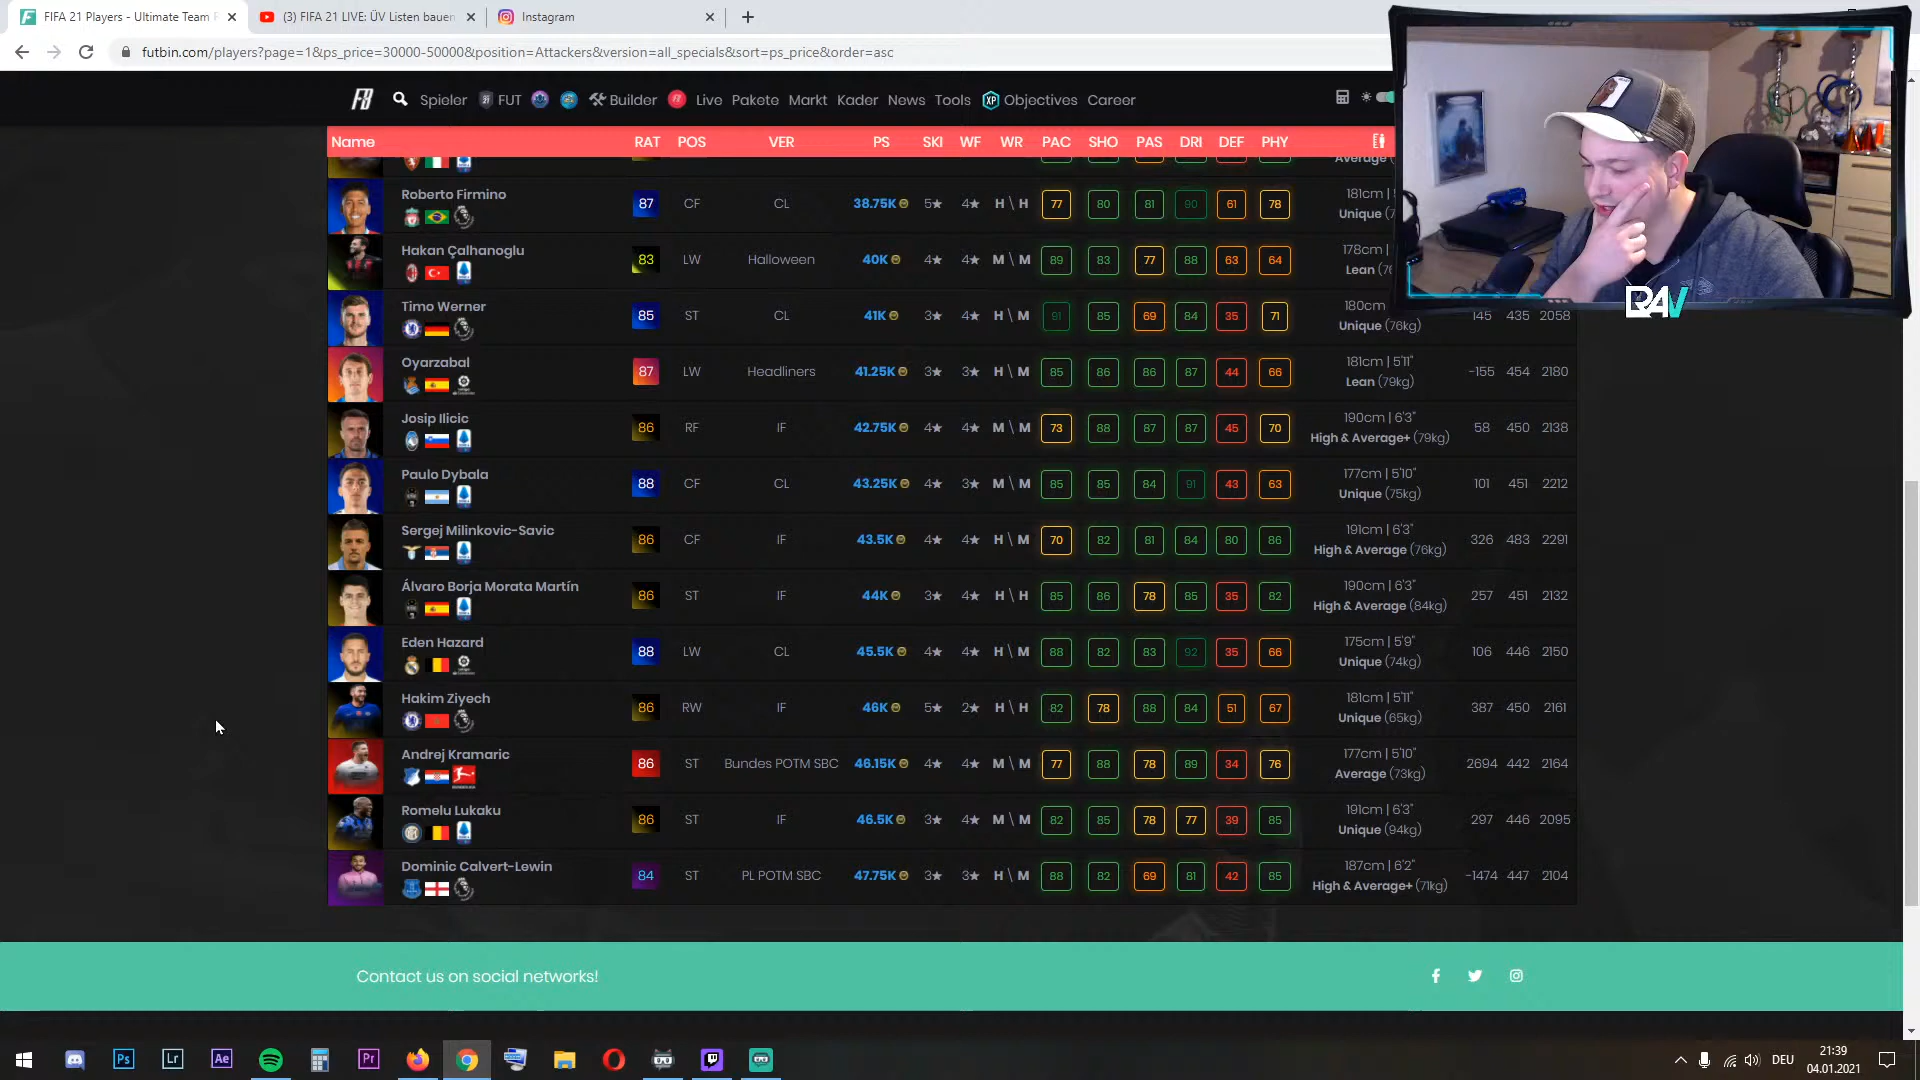 FIFA 21 Players - Ultimate Team F
(3) FIFA 21 LIVE: ÜV Listen bauen
Instagram
futbin.com/players?page=1&ps_price=30000-50000&position=Attackers&version=all_specials&sort=ps_price&order=asc
FB Spieler FUT Builder Live Pakete Markt Kader News Tools XP Objectives Career
Name RAT POS VER PS SKI WF WR PAC SHO PAS DRI DEF PHY
Average
Roberto Firmino 87 CF CL 38.75K 5★ 4★ H \ H 77 80 81 90 61 78 181cm |
Unique
Hakan Çalhanoglu 83 LW Halloween 40K 4★ 4★ M \ M 89 83 77 88 63 64 178cm |
Lean
Timo Werner 85 ST CL 41K 3★ 4★ H \ M 91 85 69 84 35 71 180cm 145 435 2058
Unique (76kg)
Oyarzabal 87 LW Headliners 41.25K 3★ 3★ H \ M 85 86 86 87 44 66 181cm | 5'11" -155 454 2180
Lean (79kg)
Josip Ilicic 86 RF IF 42.75K 4★ 4★ M \ M 73 88 87 87 45 70 190cm | 6'3" 58 450 2138
High & Average+ (79kg)
Paulo Dybala 88 CF CL 43.25K 4★ 3★ M \ M 85 85 84 91 43 63 177cm | 5'10" 101 451 2212
Unique (75kg)
Sergej Milinkovic-Savic 86 CF IF 43.5K 4★ 4★ H \ M 70 82 81 84 80 86 191cm | 6'3" 326 483 2291
High & Average (76kg)
Álvaro Borja Morata Martín 86 ST IF 44K 3★ 4★ H \ H 85 86 78 85 35 82 190cm | 6'3" 257 451 2132
High & Average (84kg)
Eden Hazard 88 LW CL 45.5K 4★ 4★ H \ M 88 82 83 92 35 66 175cm | 5'9" 106 446 2150
Unique (74kg)
Hakim Ziyech 86 RW IF 46K 5★ 2★ H \ H 82 78 88 84 51 67 181cm | 5'11" 387 450 2161
Unique (65kg)
Andrej Kramaric 86 ST Bundes POTM SBC 46.15K 4★ 4★ M \ M 77 88 78 89 34 76 177cm | 5'10" 2694 442 2164
Average (73kg)
Romelu Lukaku 86 ST IF 46.5K 3★ 4★ M \ M 82 85 78 77 39 85 191cm | 6'3" 297 446 2095
Unique (94kg)
Dominic Calvert-Lewin 84 ST PL POTM SBC 47.75K 3★ 3★ H \ M 88 82 69 81 42 85 187cm | 6'2" -1474 447 2104
High & Average+ (71kg)
Contact us on social networks!
Ps Lr Ae Pr
DEU
21:39
04.01.2021